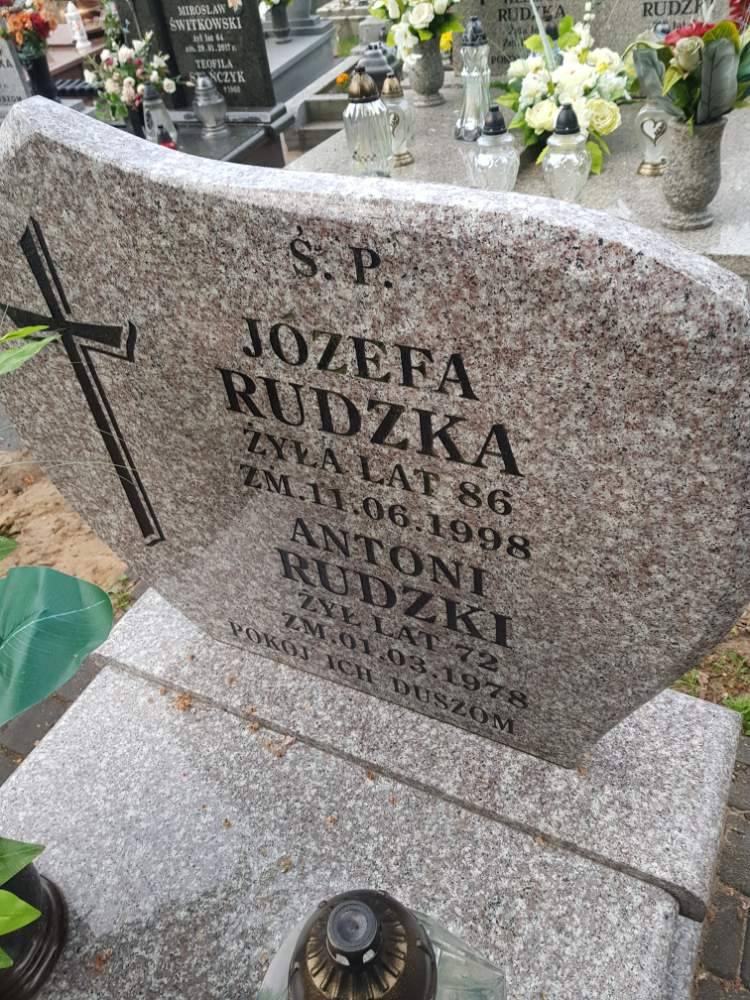 MIROSŁAW
ŚWITKOWSKI
TEOFILA
RUDZKA
RUDZKI
Ś. P.
JÓZEFA
RUDZKA
ŻYŁA LAT 86
ZM.11.06.1998
ANTONI
RUDZKI
ŻYŁ LAT 72
ZM.01.03.1978
POKÓJ ICH DUSZOM